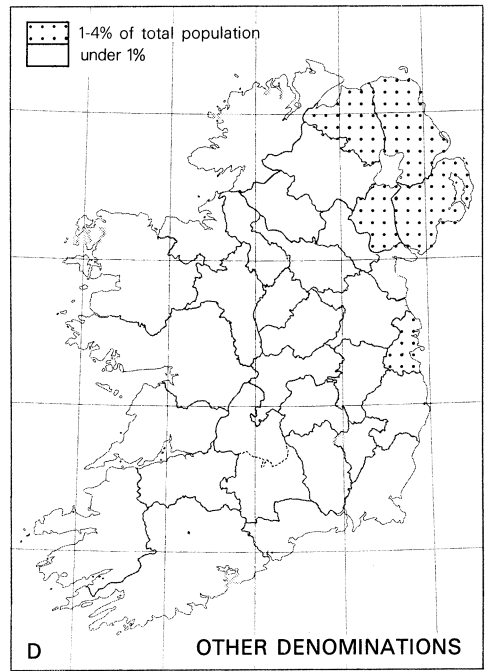 1-4% of total population
under 1%
D
OTHER DENOMINATIONS